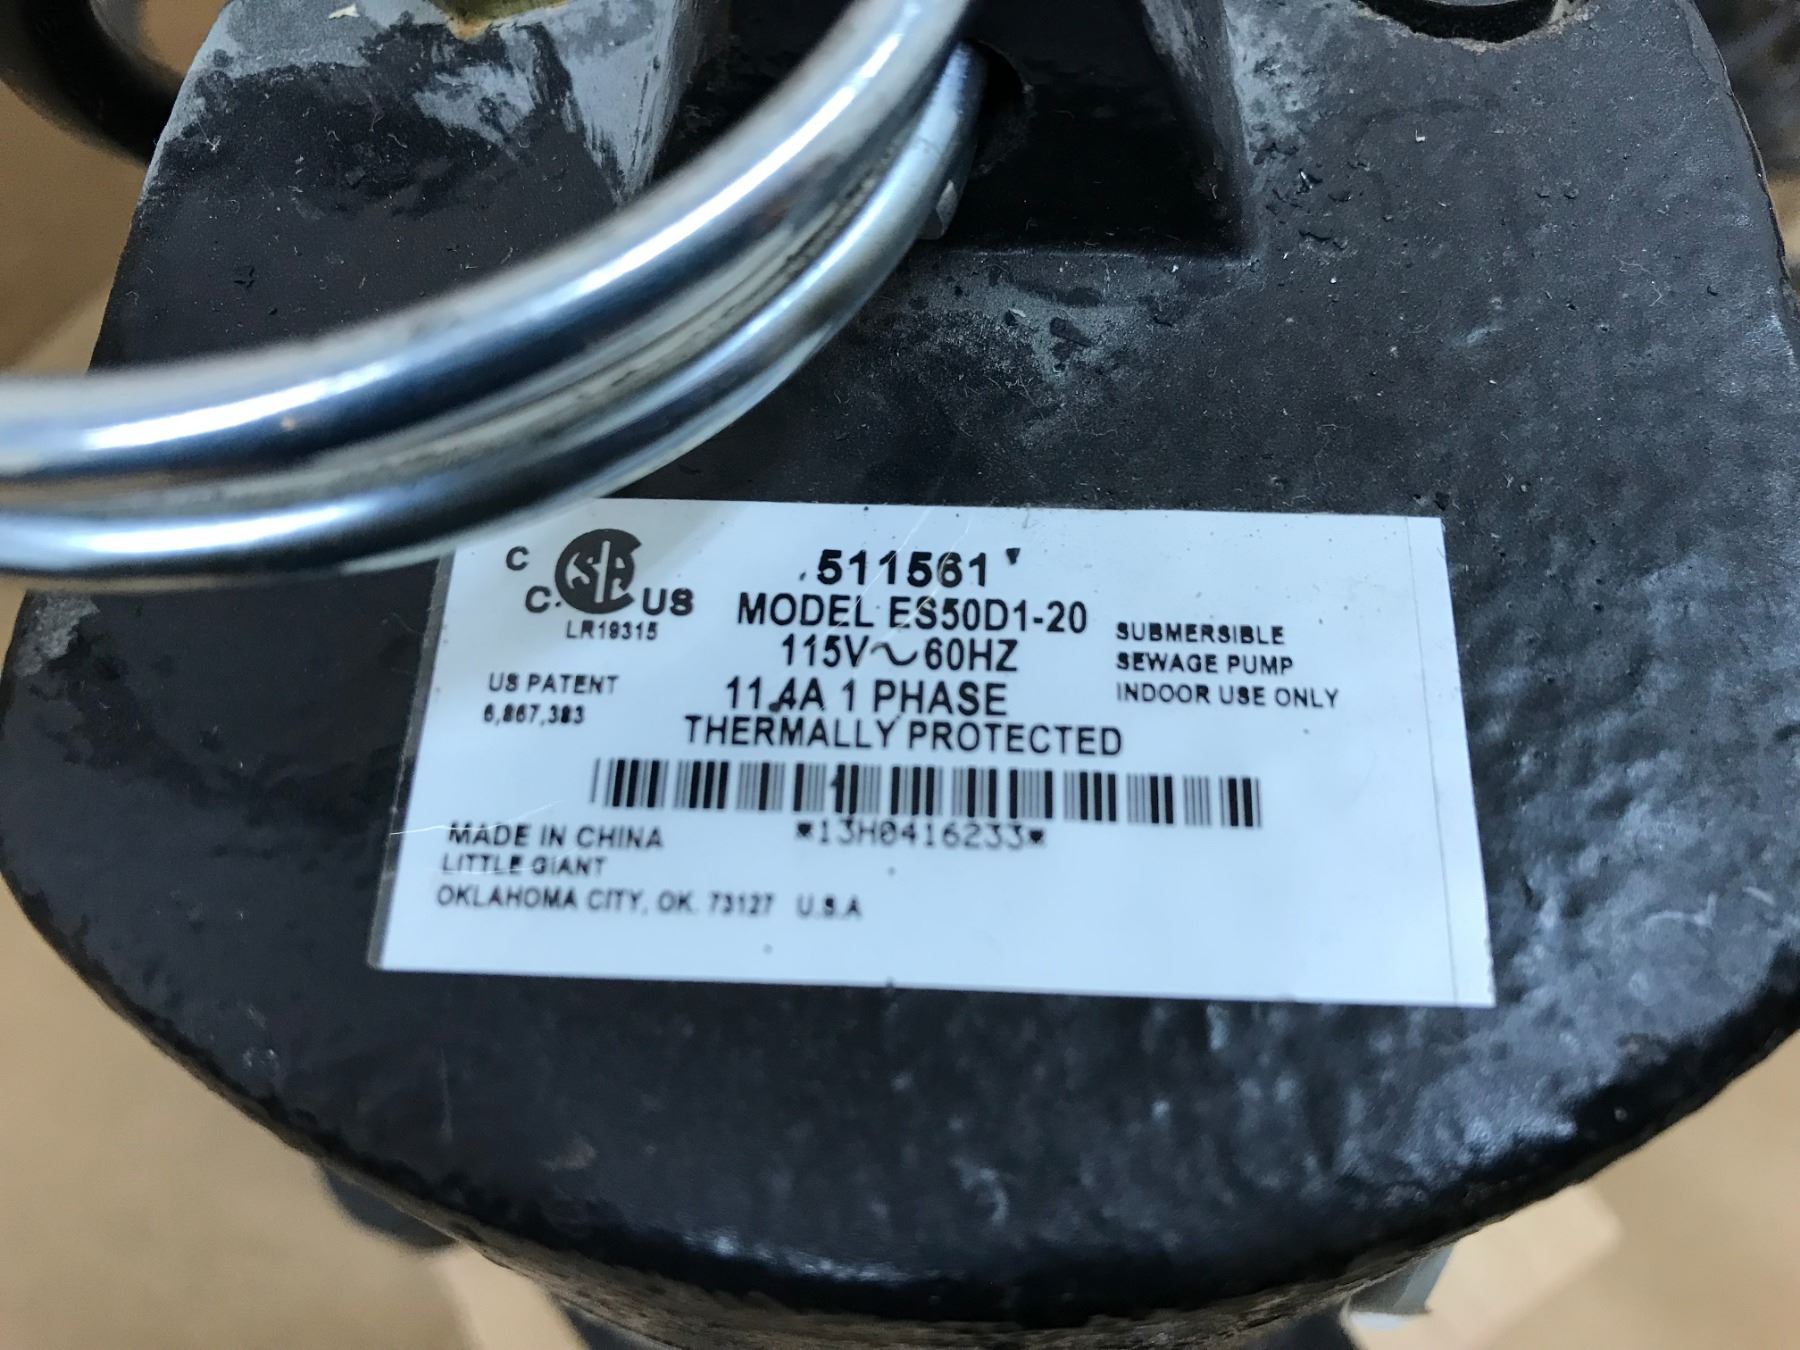 511561
MODEL ES50D1-20
115V~60HZ
11.4A 1 PHASE
THERMALLY PROTECTED
C
C US
LR19315
US PATENT
6,867,383
SUBMERSIBLE
SEWAGE PUMP
INDOOR USE ONLY
*13H0416233*
MADE IN CHINA
LITTLE GIANT
OKLAHOMA CITY, OK. 73127 U.S.A